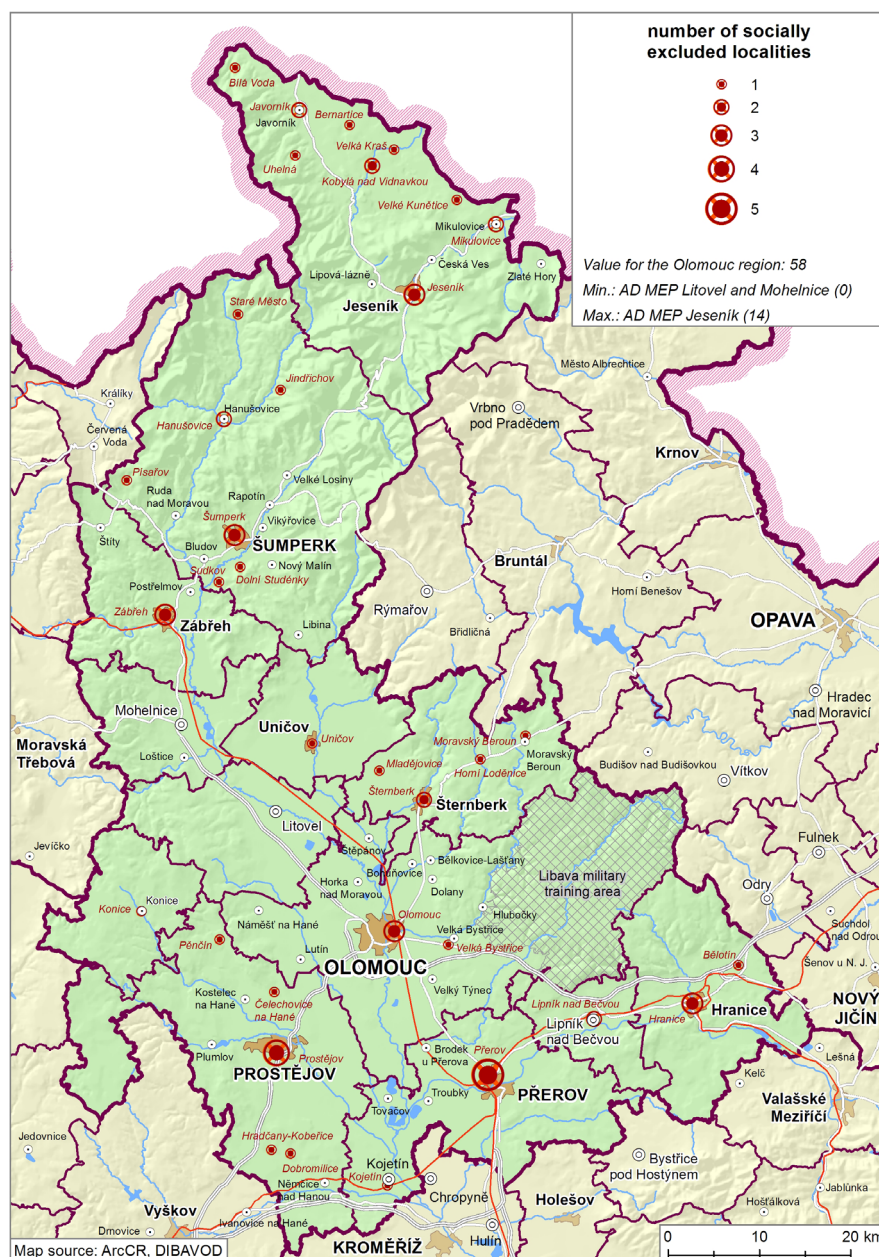 number of socially
excluded localities
1
2
3
4
5
Value for the Olomouc region: 58
Min.: AD MEP Litovel and Mohelnice (0)
Max.: AD MEP Jeseník (14)
Bílá Voda
Javorník
Javorník
Bernartice
Velká Kraš
Uhelná
Kobylá nad Vidnavkou
Velké Kunětice
Mikulovice
Mikulovice
Česká Ves
Zlaté Hory
Lipová-lázně
Jeseník
Jeseník
Staré Město
Město Albrechtice
Jindřichov
Králíky
Hanušovice
Hanušovice
Vrbno
pod Pradědem
Červená
Voda
Krnov
Písařov
Velké Losiny
Ruda
nad Moravou
Rapotín
Šumperk
Vikýřovice
Štíty
ŠUMPERK
Bludov
Nový Malín
Bruntál
Sudkov
Dolní Studénky
Postřelmov
Horní Benešov
Rýmařov
Zábřeh
Zábřeh
Břidličná
OPAVA
Libina
Hradec
nad Moravicí
Mohelnice
Uničov
Uničov
Moravská
Třebová
Moravský Beroun
Moravský
Beroun
Loštice
Mladějovice
Horní Loděnice
Budišov nad Budišovkou
Vítkov
Šternberk
Šternberk
Litovel
Fulnek
Štěpánov
Jevíčko
Bohuňovice
Bělkovice-Lašťany
Horka
nad Moravou
Dolany
Libava military
training area
Odry
Konice
Konice
Náměšť na Hané
Hlubočky
Olomouc
Suchdol
nad Odrou
Pěnčín
Velká Bystřice
Velká Bystřice
Lutín
OLOMOUC
Bělotín
Šenov u N. J.
Velký Týnec
Kostelec
na Hané
Čelechovice
na Hané
Lipník nad Bečvou
Hranice
Hranice
NOVÝ
JIČÍN
Lipník
nad Bečvou
Plumlov
Prostějov
Brodek
u Přerova
Přerov
Lešná
PROSTĚJOV
Kelč
Troubky
PŘEROV
Valašské
Meziříčí
Tovačov
Jedovnice
Hradčany-Kobeřice
Dobromilice
Bystřice
pod Hostýnem
Kojetín
Kojetín
Němčice
nad Hanou
Chropyně
Jablůnka
Vyškov
Holešov
Hošťálková
Ivanovice na Hané
Drnovice
Hulín
KROMĚŘÍŽ
0 10 20 km
Map source: ArcCR, DIBAVOD